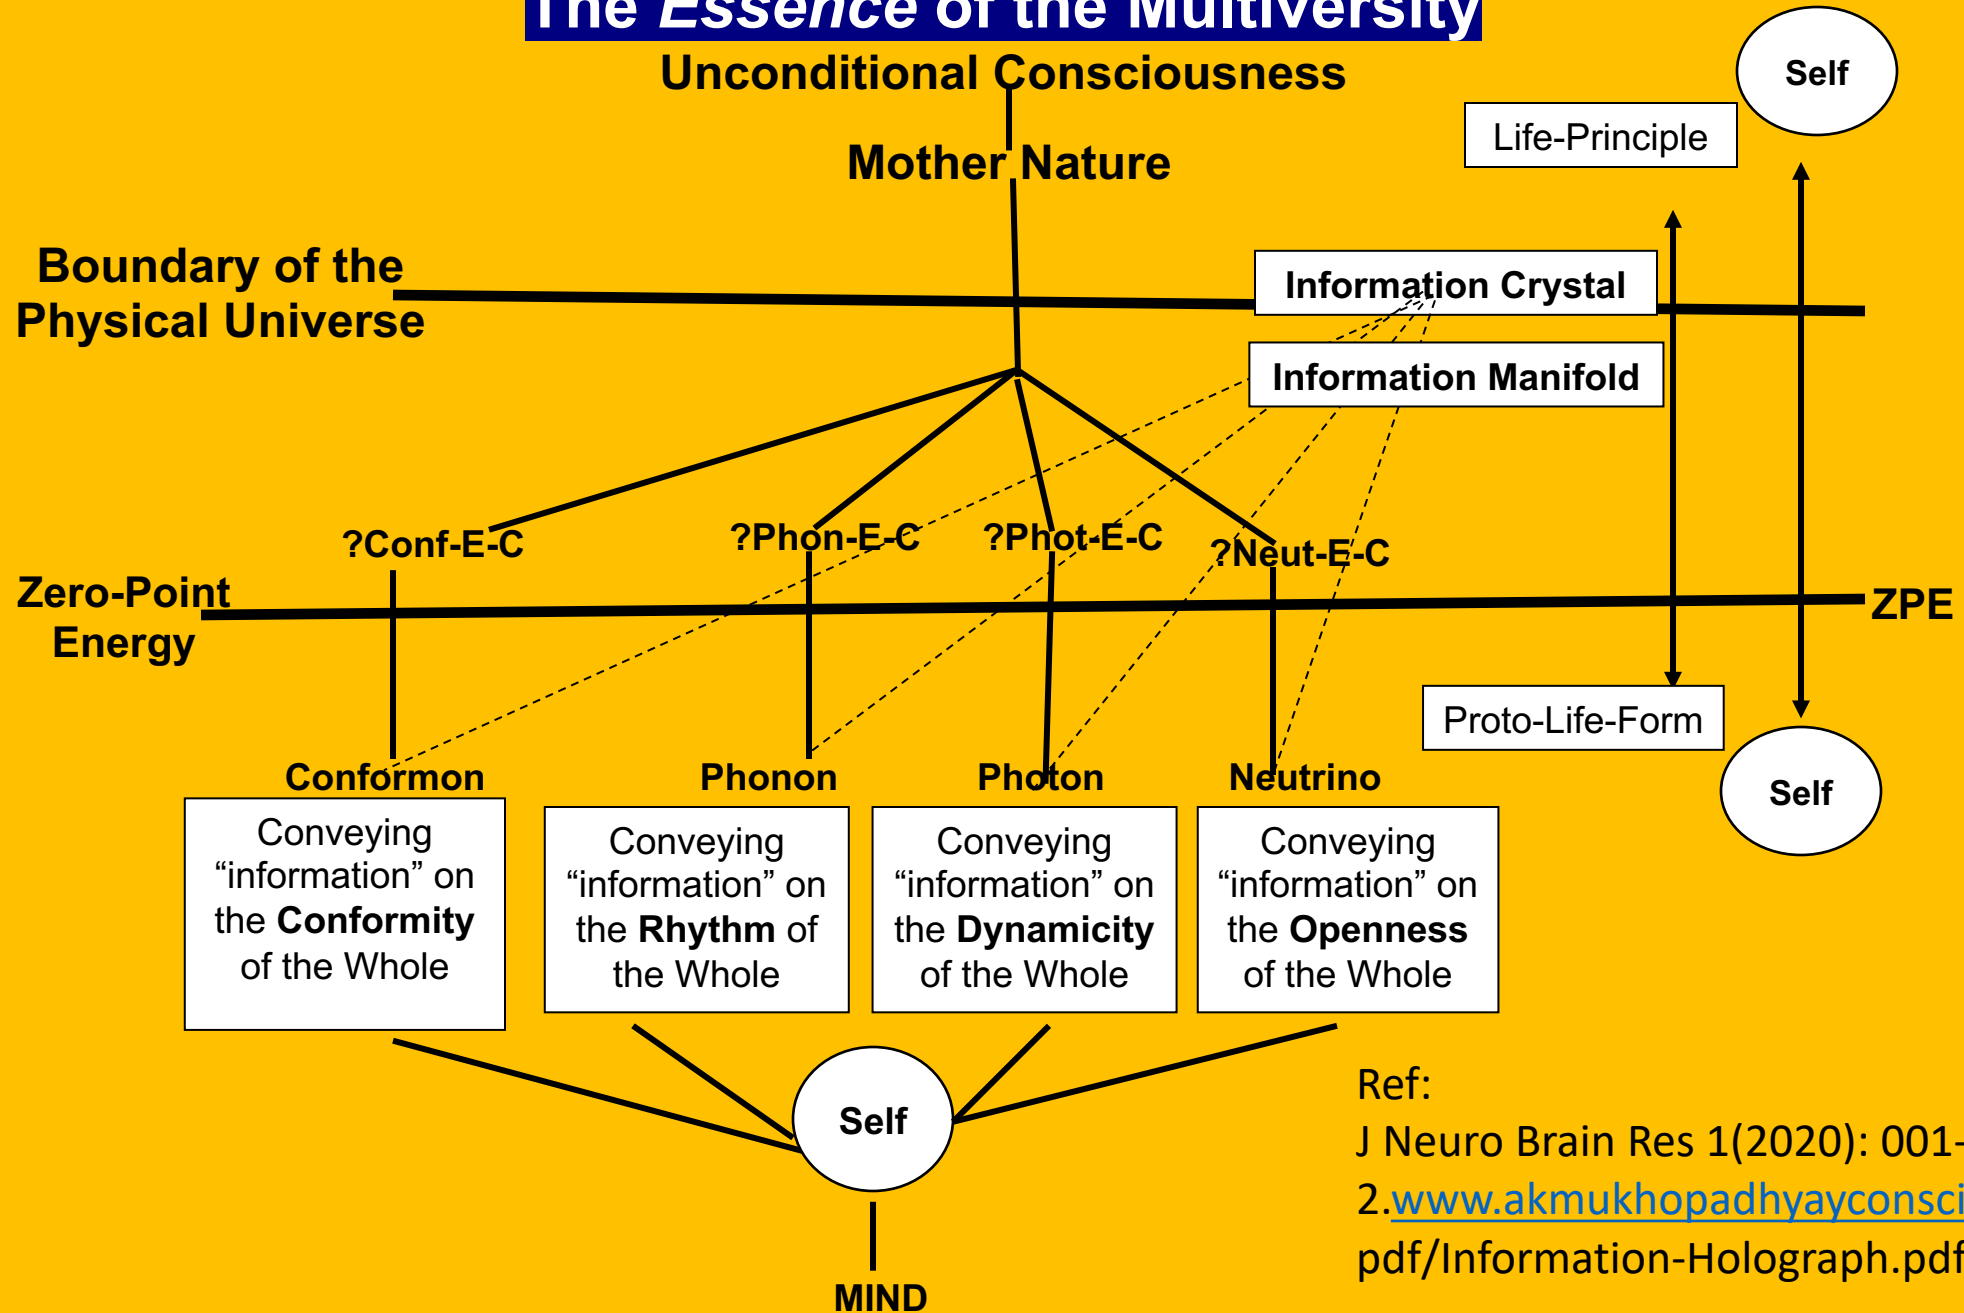 The Essence of the Multiversity
Unconditional Consciousness
Self
Life-Principle
Mother Nature
Boundary of the
Physical Universe
Information Crystal
Information Manifold
?Conf-E-C
?Phon-E-C
?Phot-E-C
?Neut-E-C
Zero-Point
Energy
ZPE
Proto-Life-Form
Self
Conformon
Phonon
Photon
Neutrino
Conveying
“information” on
the Conformity
of the Whole
Conveying
“information” on
the Rhythm of
the Whole
Conveying
“information” on
the Dynamicity
of the Whole
Conveying
“information” on
the Openness
of the Whole
Self
MIND
Ref:
J Neuro Brain Res 1(2020): 001-
2.www.akmukhopadhyayconsci
pdf/Information-Holograph.pdf